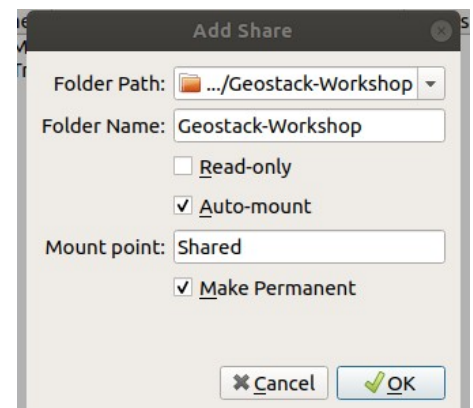 Add Share
Folder Path: .../Geostack-Workshop
Folder Name: Geostack-Workshop
Read-only
Auto-mount
Mount point: Shared
Make Permanent
Cancel OK